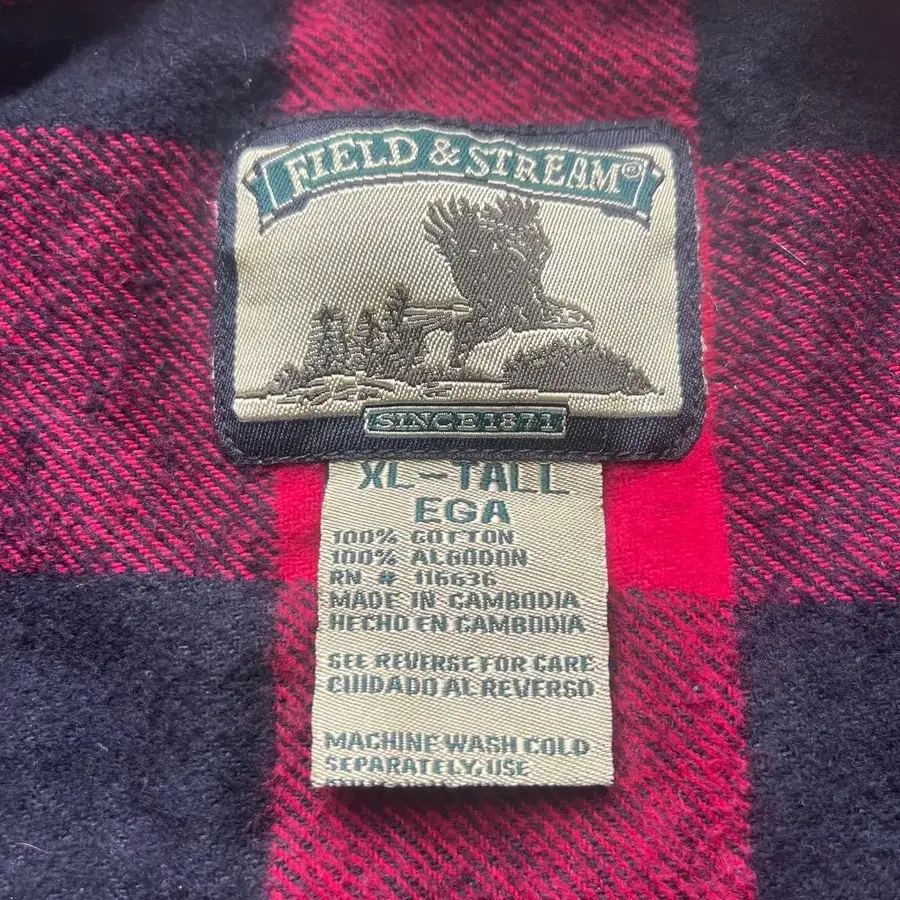 FIELD & STREAM®
SINCE 1871
XL-TALL
EGA
100% COTTON
100% ALGODON
RN # 116636
MADE IN CAMBODIA
HECHO EN CAMBODIA
SEE REVERSE FOR CARE
CUIDADO AL REVERSO
MACHINE WASH COLD
SEPARATELY, USE